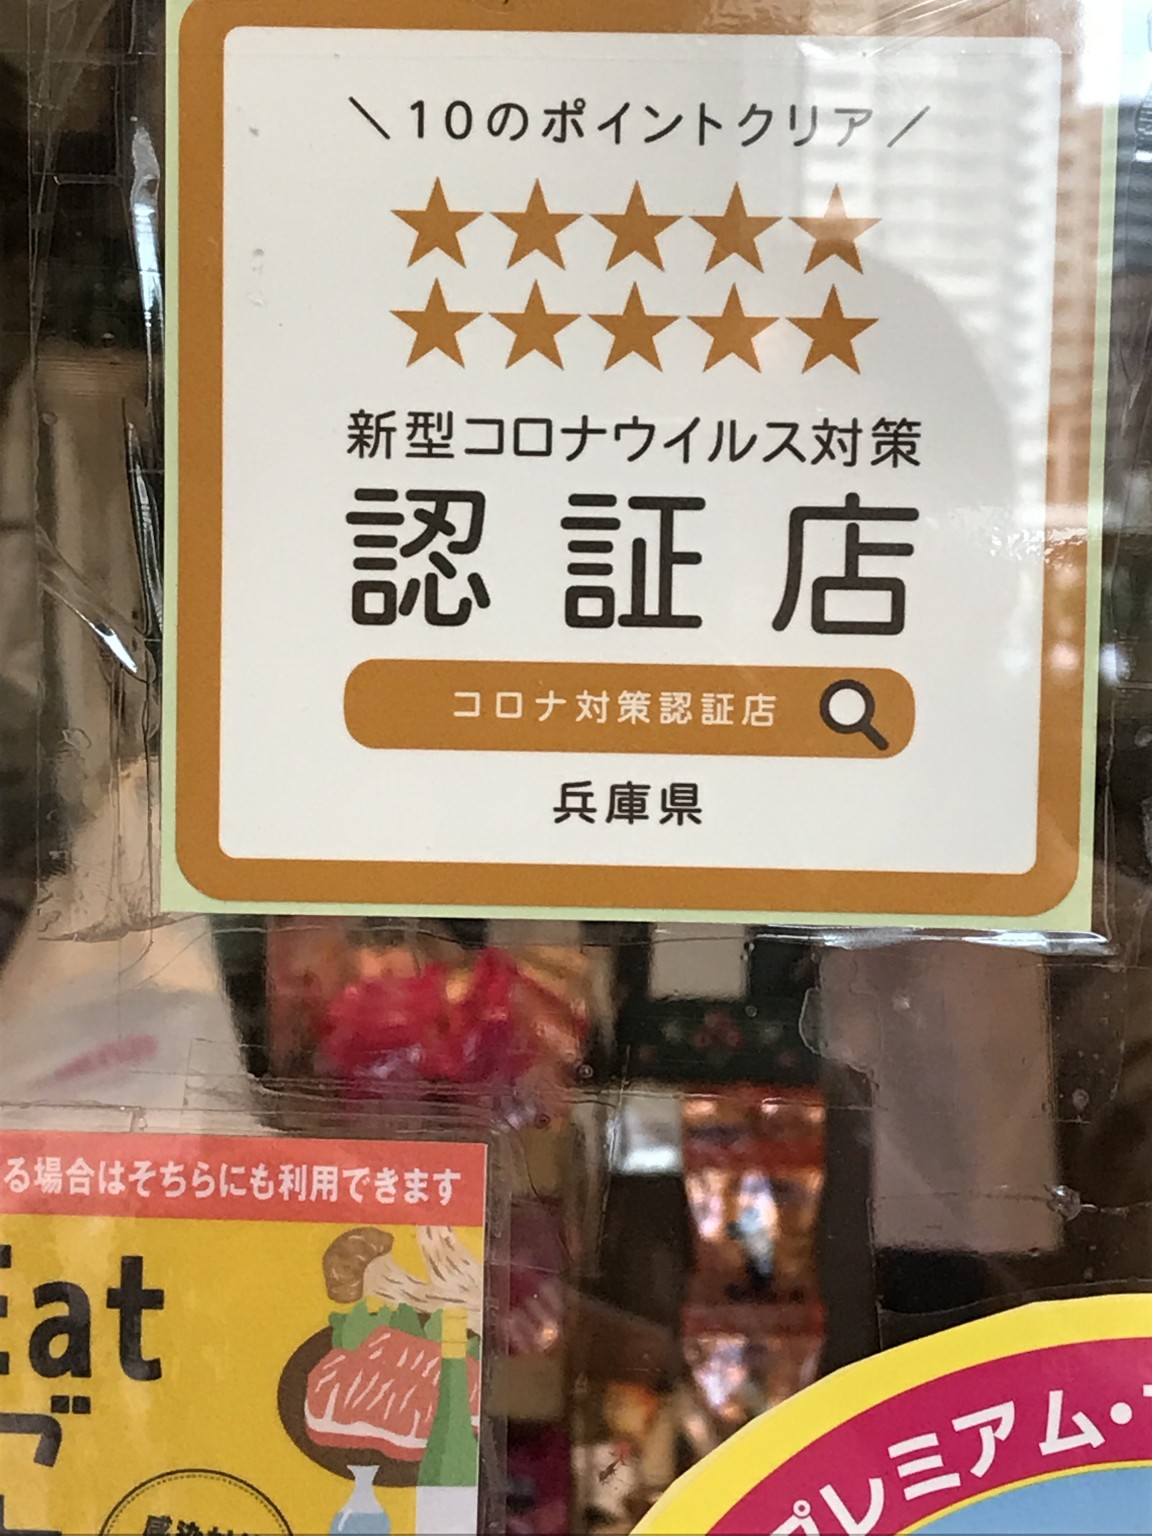 ＼10のポイントクリア／
★★★★★
★★★★★
新型コロナウイルス対策
認証店
コロナ対策認証店
兵庫県
る場合はそちらにも利用できます
Eat
プレミアム・